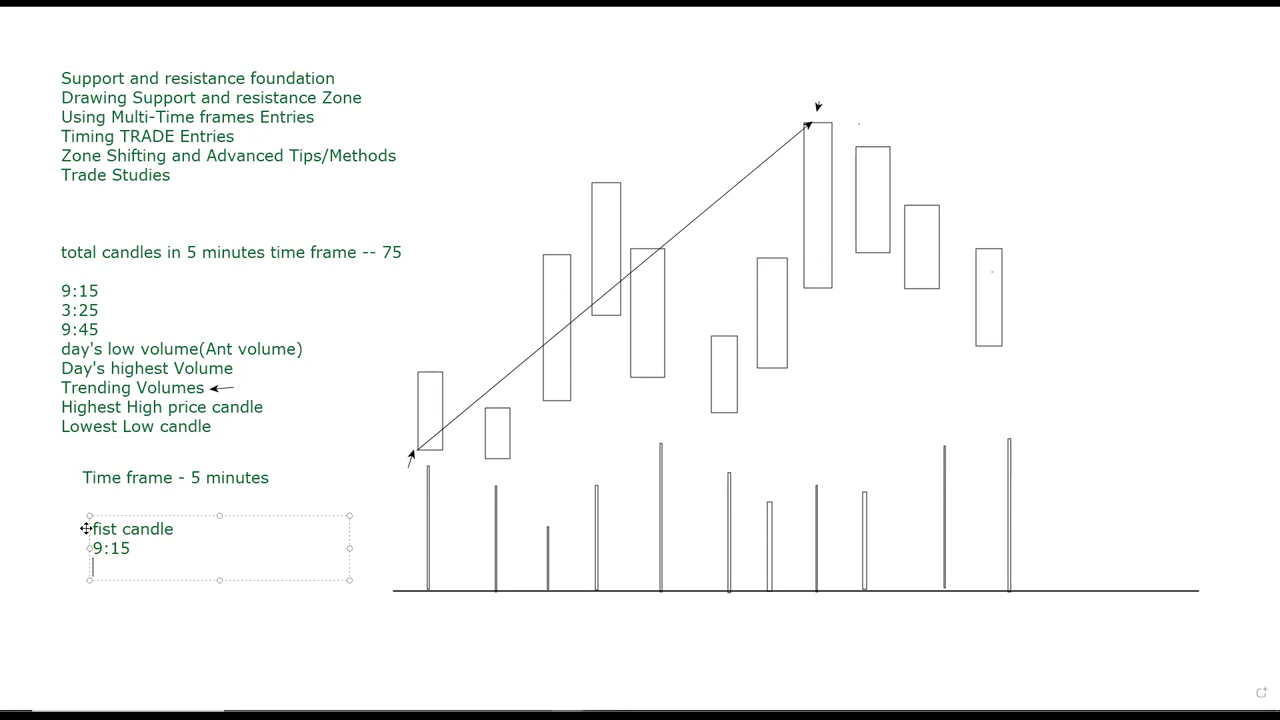 Support and resistance foundation
Drawing Support and resistance Zone
Using Multi-Time frames Entries
Timing TRADE Entries
Zone Shifting and Advanced Tips/Methods
Trade Studies
total candles in 5 minutes time frame -- 75
9:15
3:25
9:45
day's low volume(Ant volume)
Day's highest Volume
Trending Volumes
Highest High price candle
Lowest Low candle
Time frame - 5 minutes
fist candle
9:15